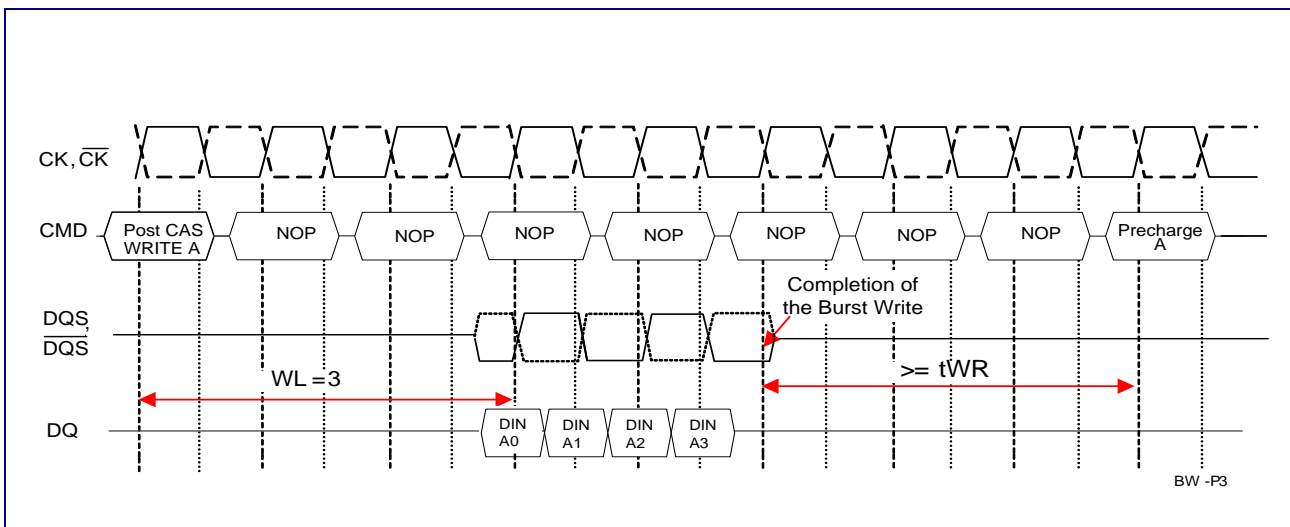 CK, CK
CMD
Post CAS
WRITE A
NOP
NOP
NOP
NOP
NOP
NOP
NOP
Precharge
A
Completion of
the Burst Write
DQS,
DQS
WL = 3
>= tWR
DQ
DIN
A0
DIN
A1
DIN
A2
DIN
A3
BW -P3